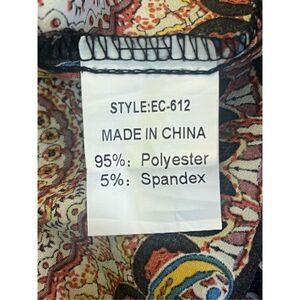 STYLE:EC-612
MADE IN CHINA
95%: Polyester
5%: Spandex